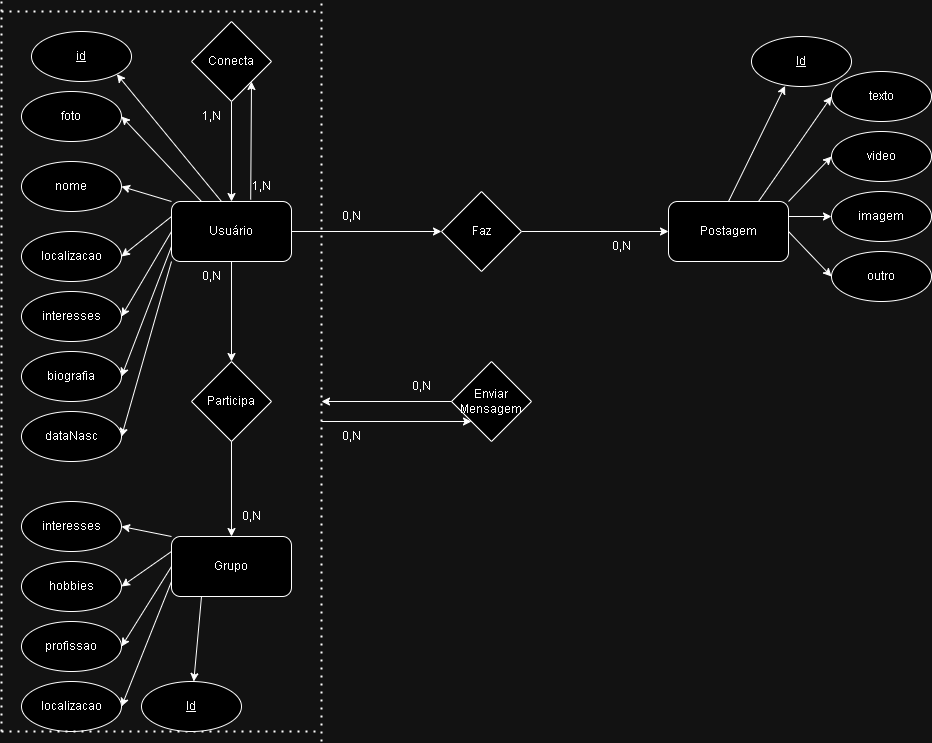 id
Conecta
Id
foto
1,N
texto
nome
1,N
video
localizacao
Usuário
0,N
Faz
0,N
Postagem
imagem
0,N
outro
interesses
biografia
Participa
0,N
Enviar
Mensagem
dataNasc
0,N
interesses
0,N
Grupo
hobbies
profissao
localizacao
Id